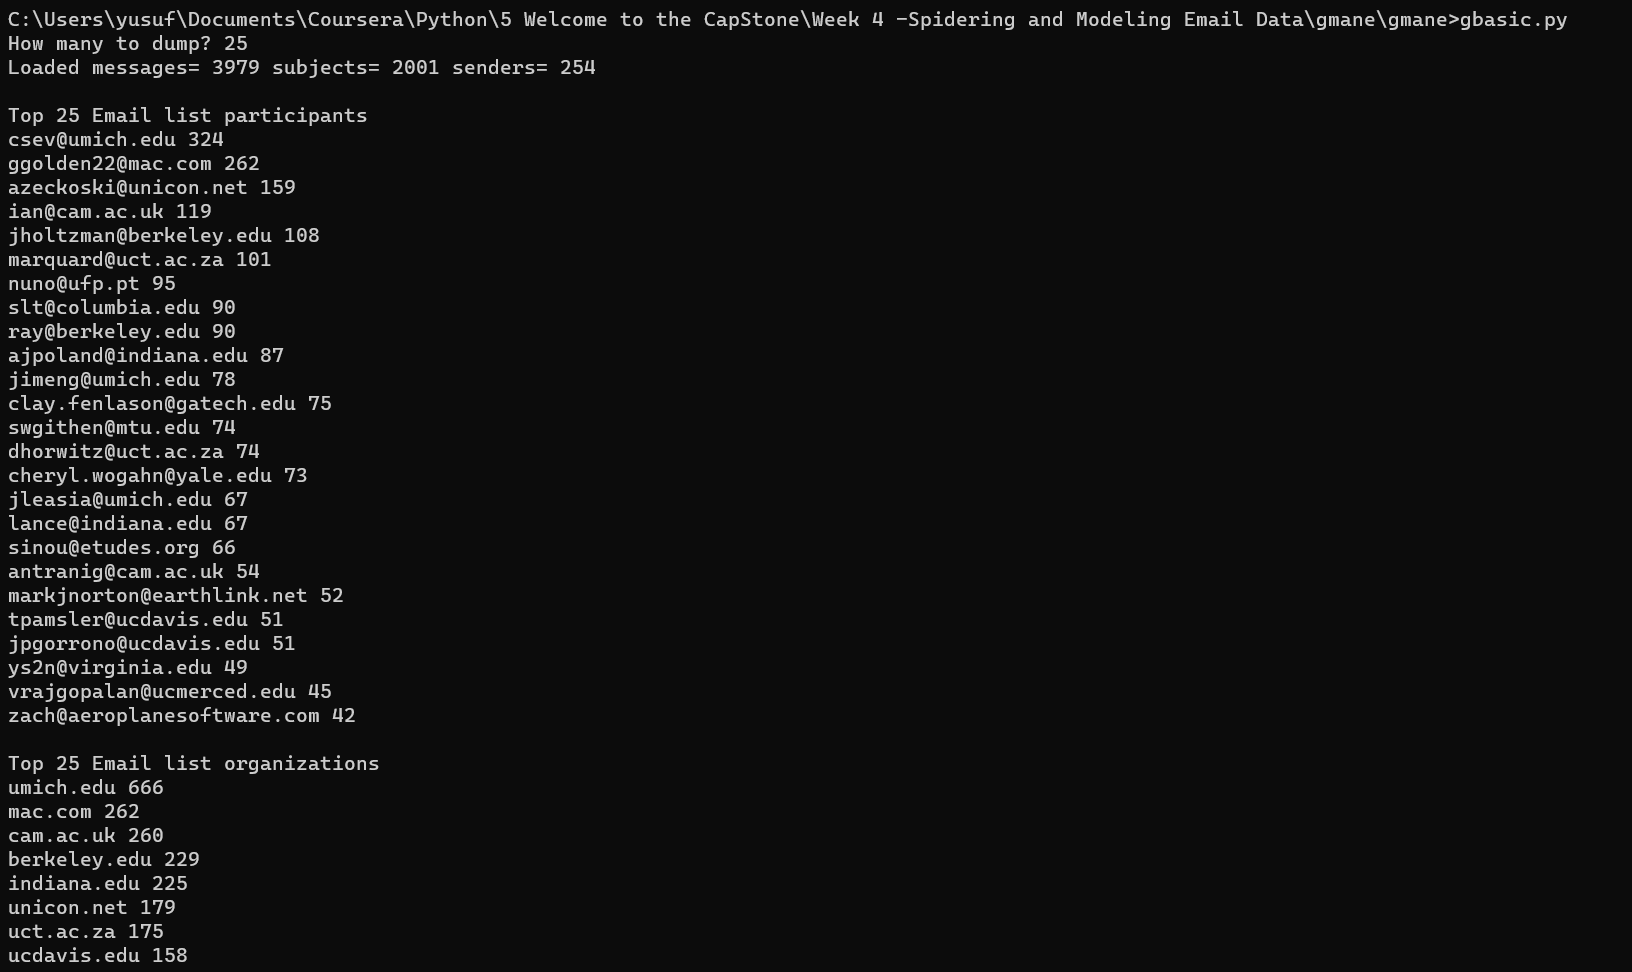 C:\Users\yusuf\Documents\Coursera\Python\5 Welcome to the CapStone\Week 4 -Spidering and Modeling Email Data\gmane\gmane>gbasic.py
How many to dump? 25
Loaded messages= 3979 subjects= 2001 senders= 254
Top 25 Email list participants
csev@umich.edu 324
ggolden22@mac.com 262
azeckoski@unicon.net 159
ian@cam.ac.uk 119
jholtzman@berkeley.edu 108
marquard@uct.ac.za 101
nuno@ufp.pt 95
slt@columbia.edu 90
ray@berkeley.edu 90
ajpoland@indiana.edu 87
jimeng@umich.edu 78
clay.fenlason@gatech.edu 75
swgithen@mtu.edu 74
dhorwitz@uct.ac.za 74
cheryl.wogahn@yale.edu 73
jleasia@umich.edu 67
lance@indiana.edu 67
sinou@etudes.org 66
antranig@cam.ac.uk 54
markjnorton@earthlink.net 52
tpamsler@ucdavis.edu 51
jpgorrono@ucdavis.edu 51
ys2n@virginia.edu 49
vrajgopalan@ucmerced.edu 45
zach@aeroplanesoftware.com 42
Top 25 Email list organizations
umich.edu 666
mac.com 262
cam.ac.uk 260
berkeley.edu 229
indiana.edu 225
unicon.net 179
uct.ac.za 175
ucdavis.edu 158